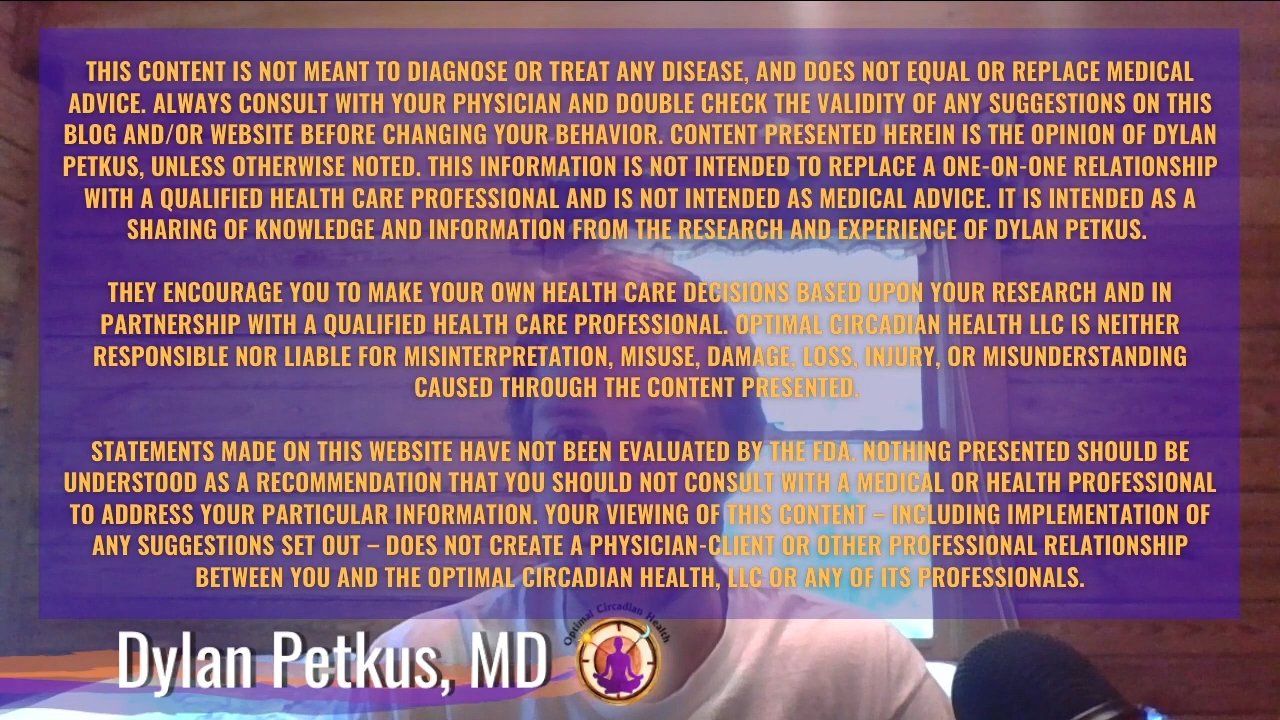 THIS CONTENT IS NOT MEANT TO DIAGNOSE OR TREAT ANY DISEASE, AND DOES NOT EQUAL OR REPLACE MEDICAL
ADVICE. ALWAYS CONSULT WITH YOUR PHYSICIAN AND DOUBLE CHECK THE VALIDITY OF ANY SUGGESTIONS ON THIS
BLOG AND/OR WEBSITE BEFORE CHANGING YOUR BEHAVIOR. CONTENT PRESENTED HEREIN IS THE OPINION OF DYLAN
PETKUS, UNLESS OTHERWISE NOTED. THIS INFORMATION IS NOT INTENDED TO REPLACE A ONE-ON-ONE RELATIONSHIP
WITH A QUALIFIED HEALTH CARE PROFESSIONAL AND IS NOT INTENDED AS MEDICAL ADVICE. IT IS INTENDED AS A
SHARING OF KNOWLEDGE AND INFORMATION FROM THE RESEARCH AND EXPERIENCE OF DYLAN PETKUS.
THEY ENCOURAGE YOU TO MAKE YOUR OWN HEALTH CARE DECISIONS BASED UPON YOUR RESEARCH AND IN
PARTNERSHIP WITH A QUALIFIED HEALTH CARE PROFESSIONAL. OPTIMAL CIRCADIAN HEALTH LLC IS NEITHER
RESPONSIBLE NOR LIABLE FOR MISINTERPRETATION, MISUSE, DAMAGE, LOSS, INJURY, OR MISUNDERSTANDING
CAUSED THROUGH THE CONTENT PRESENTED.
STATEMENTS MADE ON THIS WEBSITE HAVE NOT BEEN EVALUATED BY THE FDA. NOTHING PRESENTED SHOULD BE
UNDERSTOOD AS A RECOMMENDATION THAT YOU SHOULD NOT CONSULT WITH A MEDICAL OR HEALTH PROFESSIONAL
TO ADDRESS YOUR PARTICULAR INFORMATION. YOUR VIEWING OF THIS CONTENT – INCLUDING IMPLEMENTATION OF
ANY SUGGESTIONS SET OUT – DOES NOT CREATE A PHYSICIAN-CLIENT OR OTHER PROFESSIONAL RELATIONSHIP
BETWEEN YOU AND THE OPTIMAL CIRCADIAN HEALTH, LLC OR ANY OF ITS PROFESSIONALS.
Dylan Petkus, MD
Optimal Circadian Health